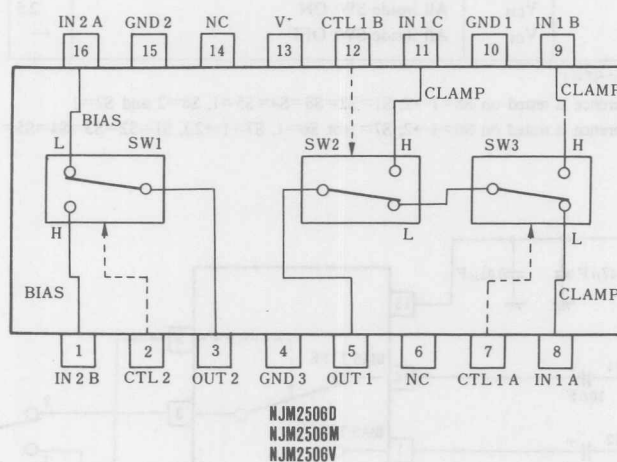 IN 2 A GND 2 NC V+ CTL 1 B IN 1 C GND 1 IN 1 B
16 15 14 13 12 11 10 9
CLAMP CLAMP
BIAS
L SW1 SW2 H SW3 H
H L L
BIAS CLAMP
1 2 3 4 5 6 7 8
IN 2 B CTL 2 OUT 2 GND 3 OUT 1 NC CTL 1 A IN 1 A
NJM2506D
NJM2506M
NJM2506V